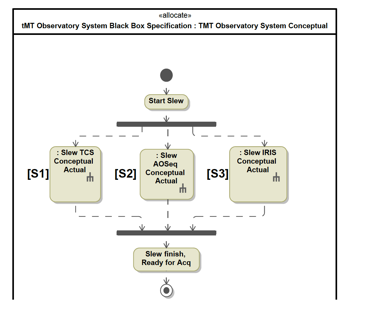 «allocate»
tMT Observatory System Black Box Specification : TMT Observatory System Conceptual
Start Slew
[S1]
: Slew TCS
Conceptual
Actual
[S2]
: Slew
AOSeq
Conceptual
Actual
[S3]
: Slew IRIS
Conceptual
Actual
Slew finish,
Ready for Acq